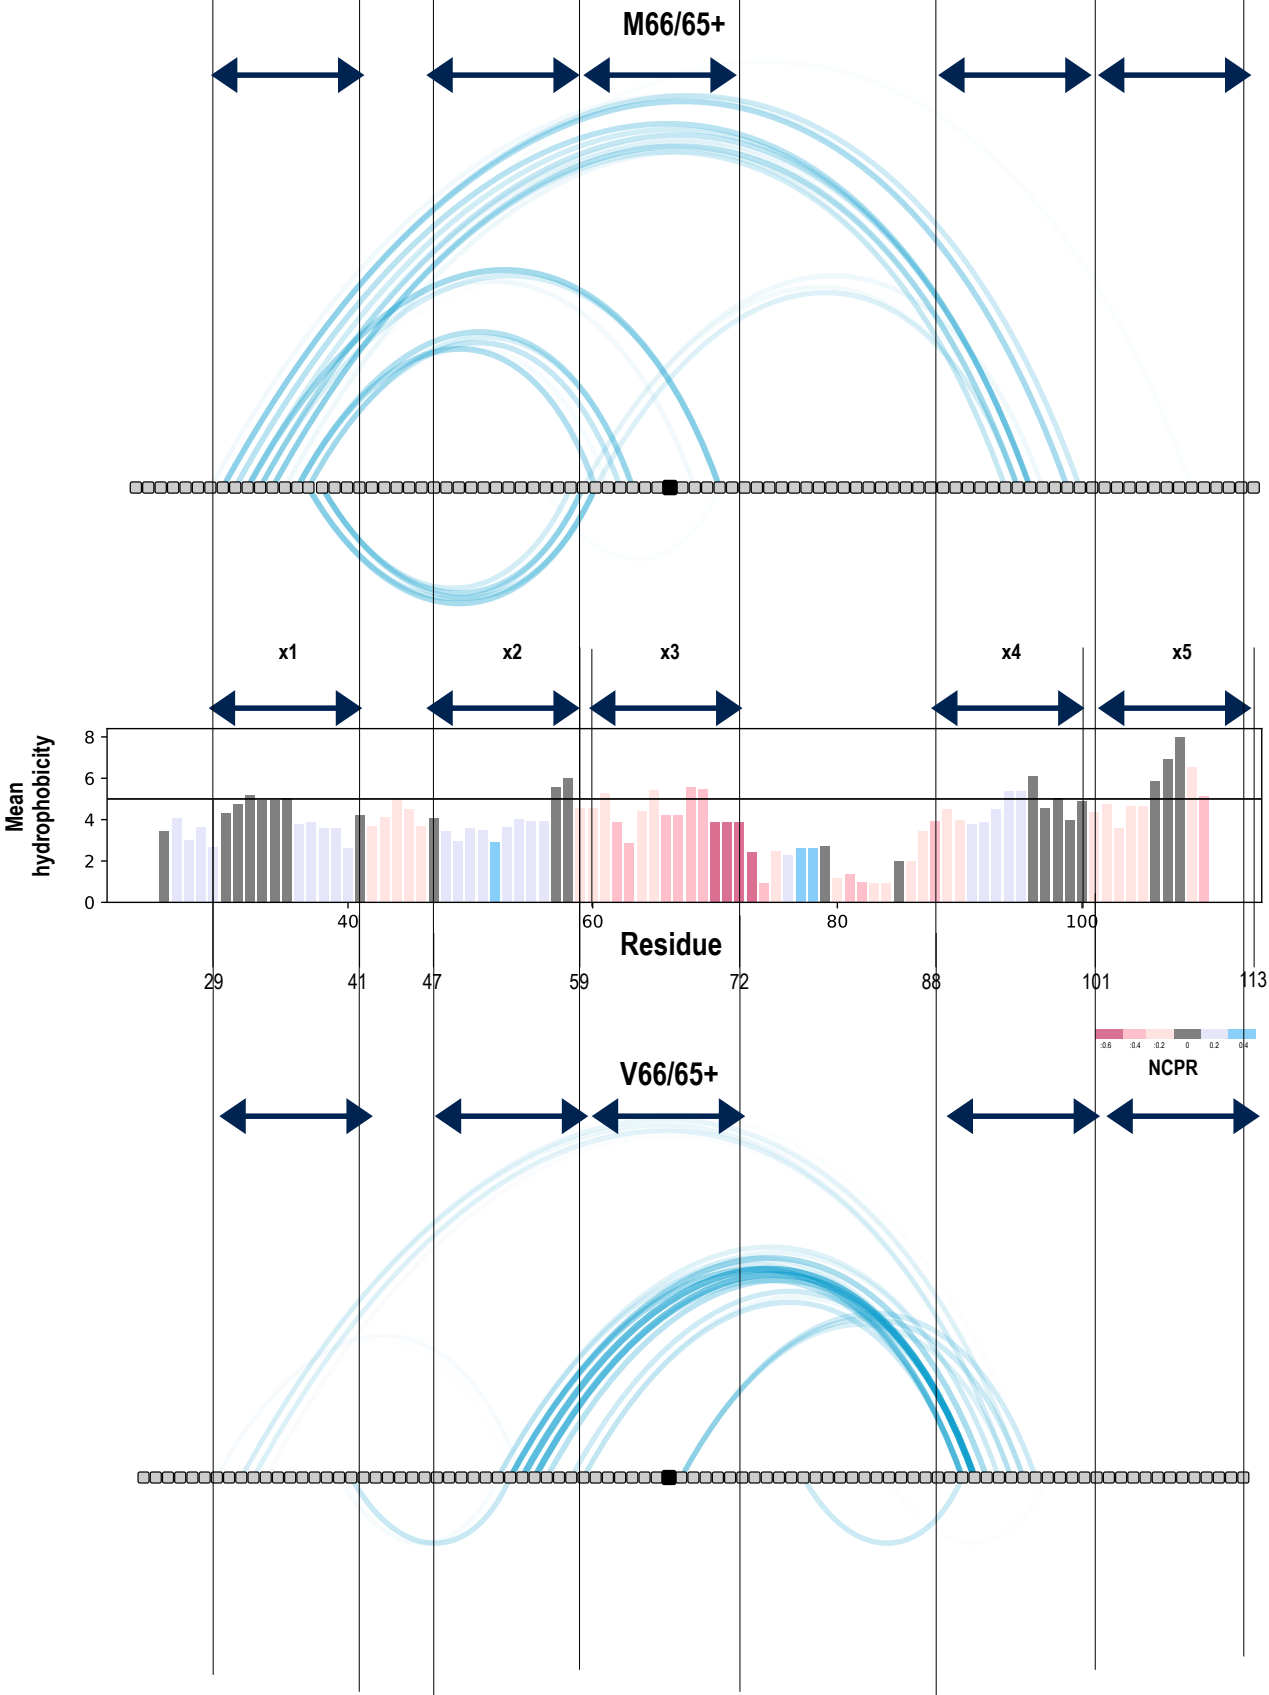 M66/65+
x1 x2 x3 x4 x5
Mean
hydrophobicity
8
6
4
2
0
40 60 80 100
Residue
29 41 47 59 72 88 101 113
:0.6 :0.4 :0.2 0 0.2 0.4
NCPR
V66/65+